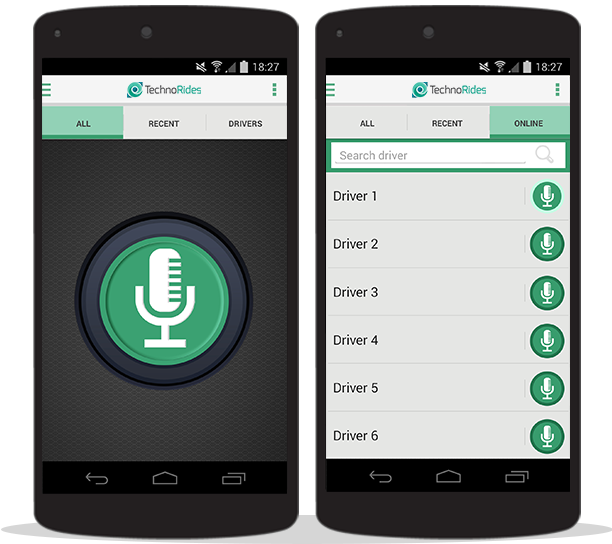 18:27
TechnoRides
ALL RECENT DRIVERS
18:27
TechnoRides
ALL RECENT ONLINE
Search driver
Driver 1
Driver 2
Driver 3
Driver 4
Driver 5
Driver 6